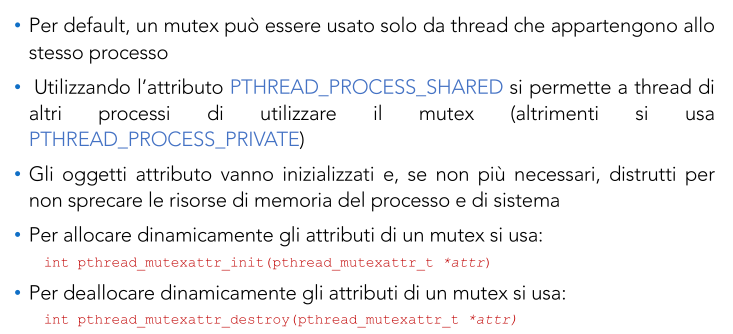 • Per default, un mutex può essere usato solo da thread che appartengono allo
stesso processo
• Utilizzando l'attributo PTHREAD_PROCESS_SHARED si permette a thread di
altri processi di utilizzare il mutex (altrimenti si usa
PTHREAD_PROCESS_PRIVATE)
• Gli oggetti attributo vanno inizializzati e, se non più necessari, distrutti per
non sprecare le risorse di memoria del processo e di sistema
• Per allocare dinamicamente gli attributi di un mutex si usa:
int pthread_mutexattr_init(pthread_mutexattr_t *attr)
• Per deallocare dinamicamente gli attributi di un mutex si usa:
int pthread_mutexattr_destroy(pthread_mutexattr_t *attr)